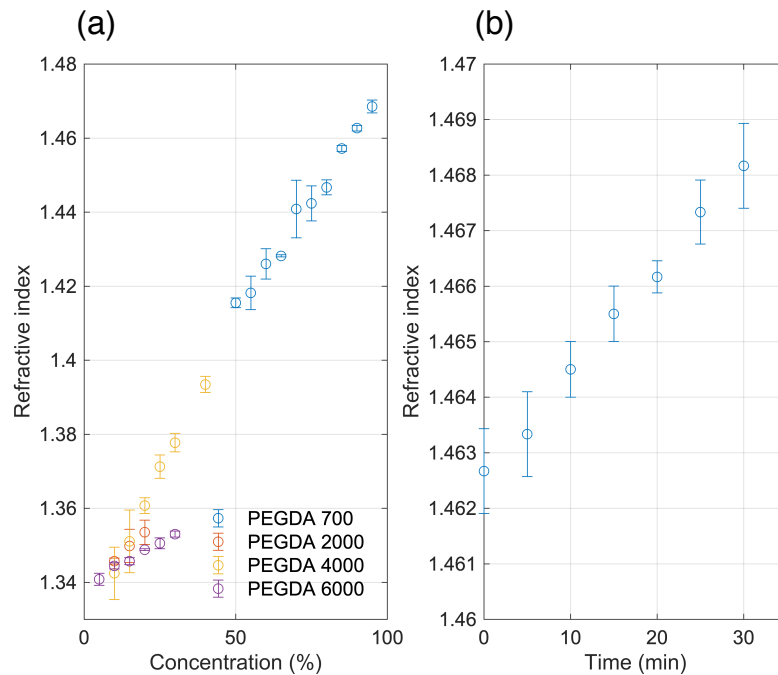 (a)
1.48
1.46
1.44
1.42
1.4
1.38
1.36
1.34
Refractive index
0
50
100
Concentration (%)
PEGDA 700
PEGDA 2000
PEGDA 4000
PEGDA 6000
(b)
1.47
1.469
1.468
1.467
1.466
1.465
1.464
1.463
1.462
1.461
1.46
Refractive index
0
10
20
30
Time (min)